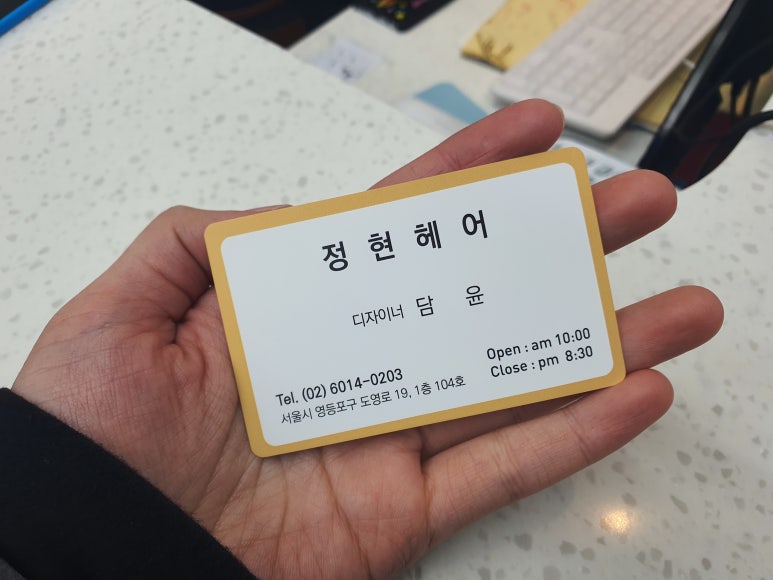 정 현 헤 어
디자이너 담 윤
Tel. (02) 6014-0203
서울시 영등포구 도영로 19, 1층 104호
Open : am 10:00
Close : pm 8:30